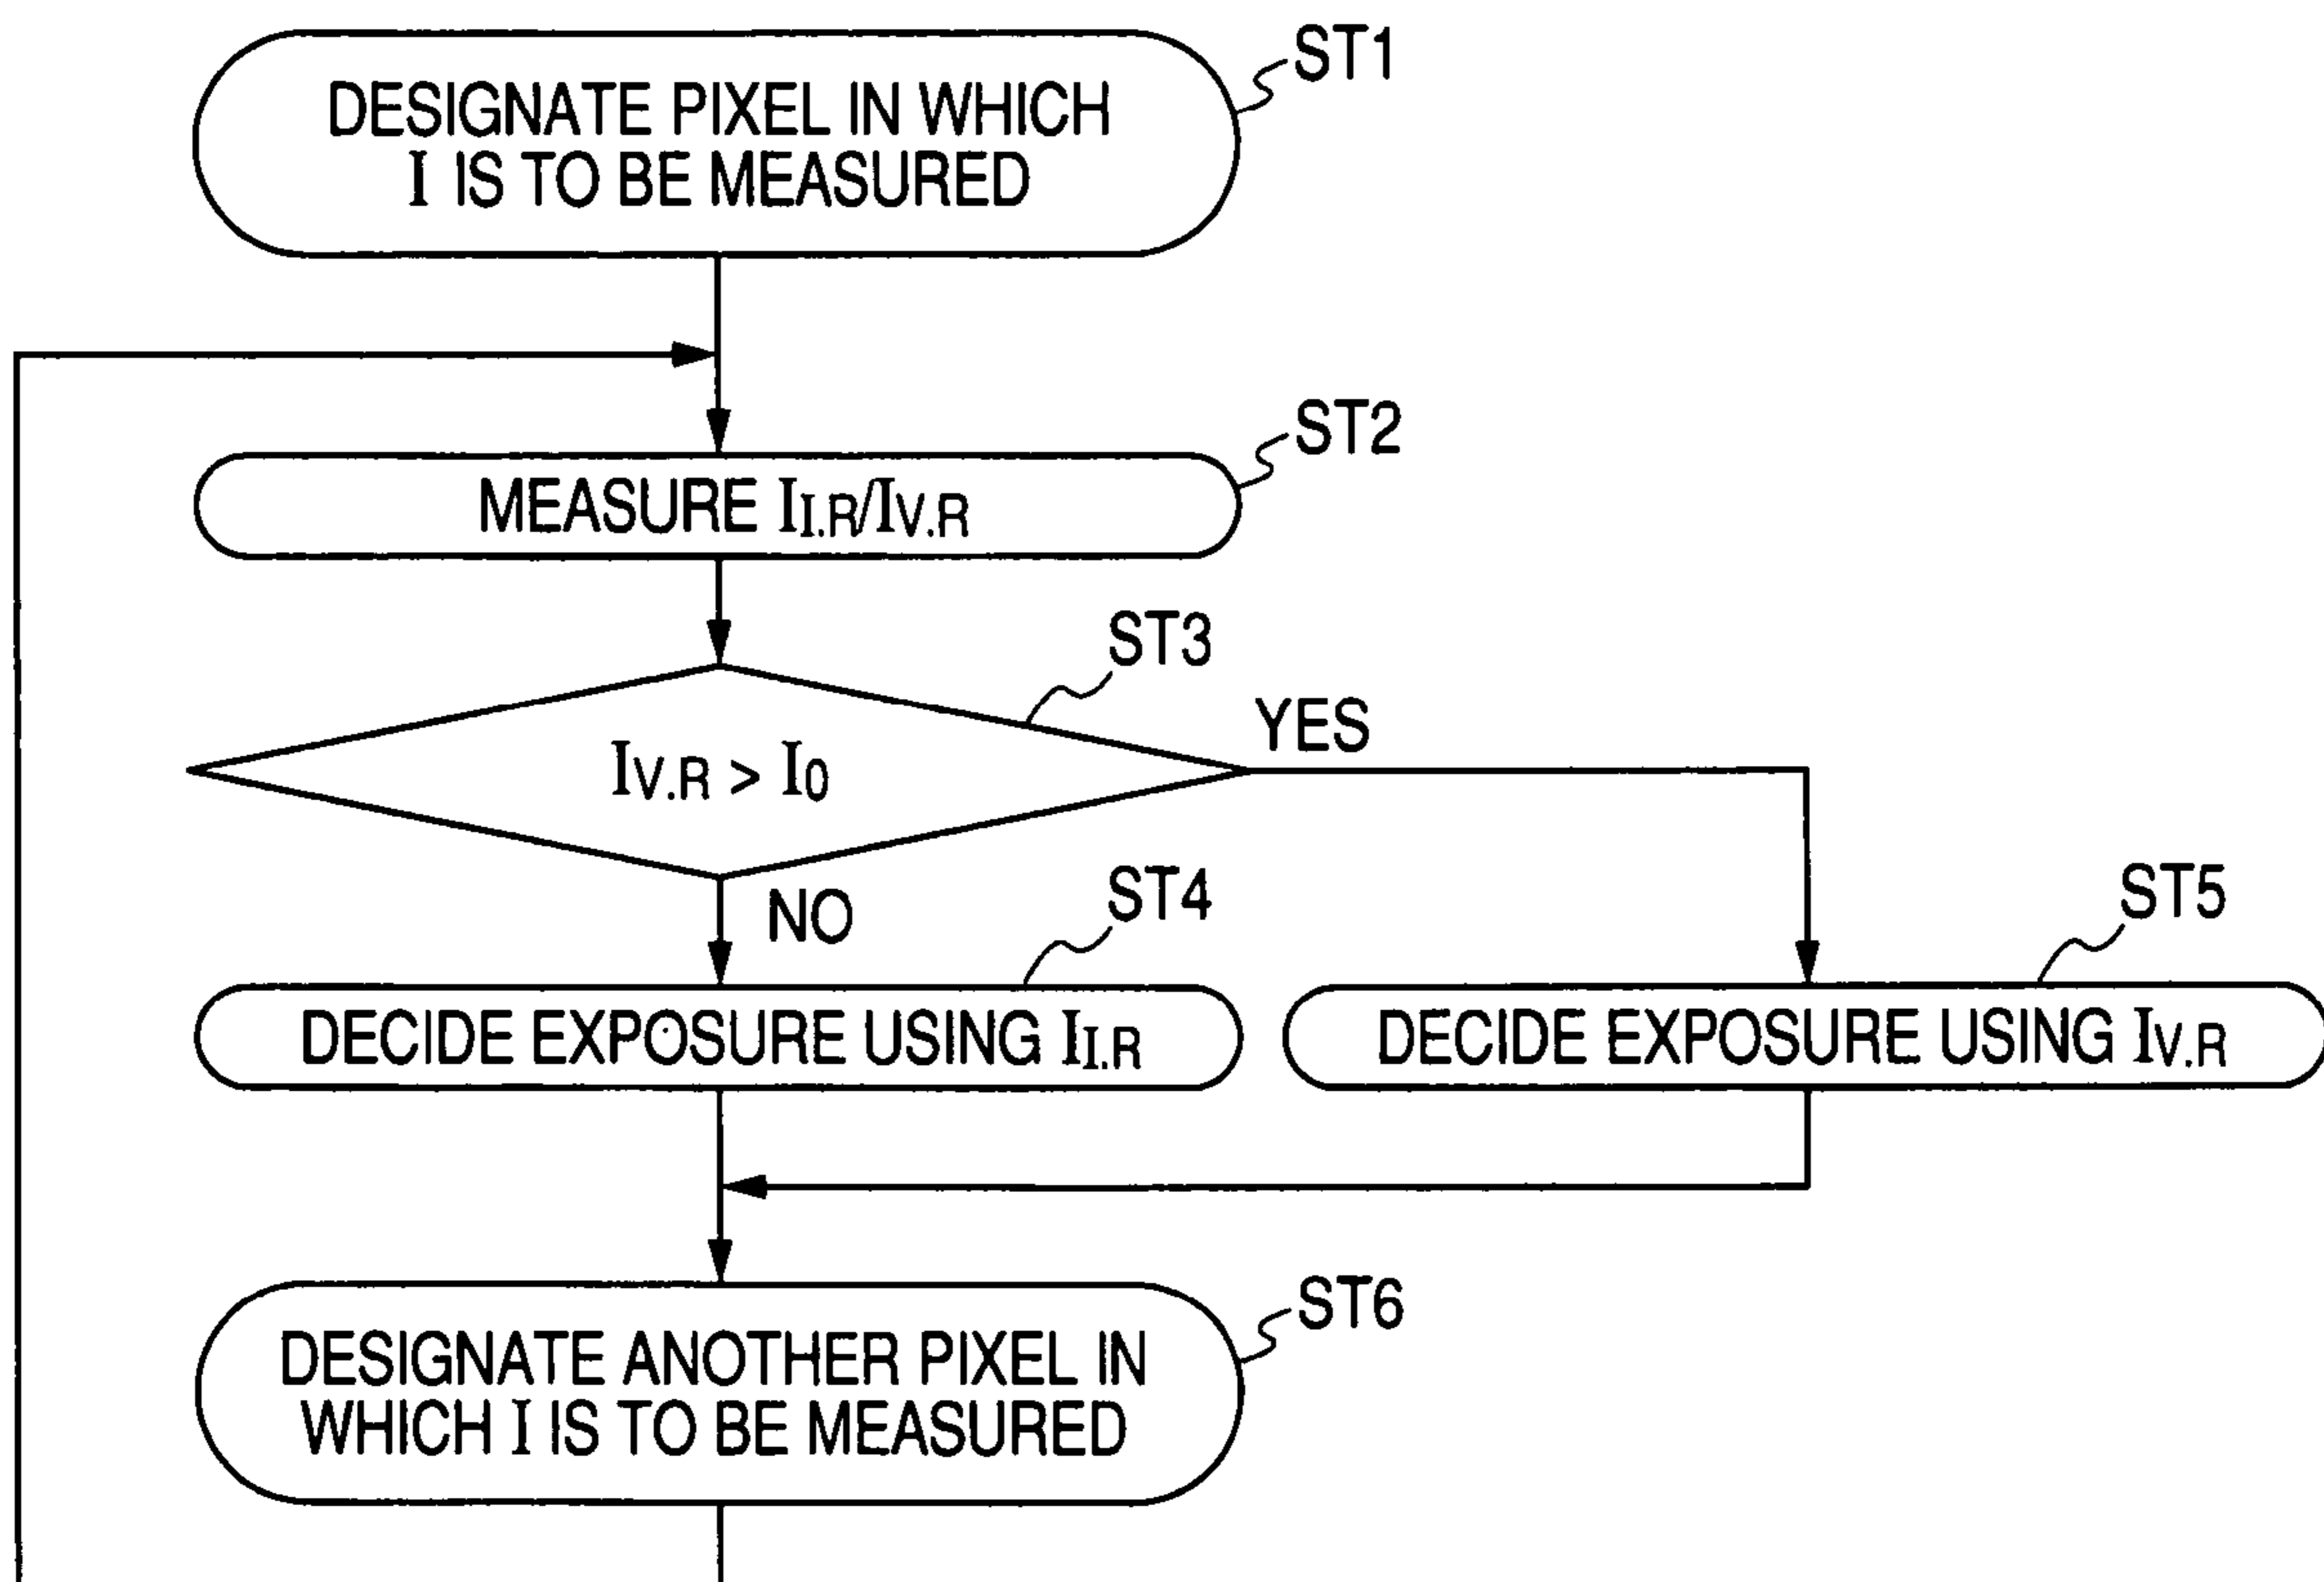 ST1
DESIGNATE PIXEL IN WHICH
I IS TO BE MEASURED
ST2
MEASURE II.R/IV.R
ST3
IV.R > I0
YES
NO
ST4
ST5
DECIDE EXPOSURE USING II.R
DECIDE EXPOSURE USING IV.R
ST6
DESIGNATE ANOTHER PIXEL IN
WHICH I IS TO BE MEASURED